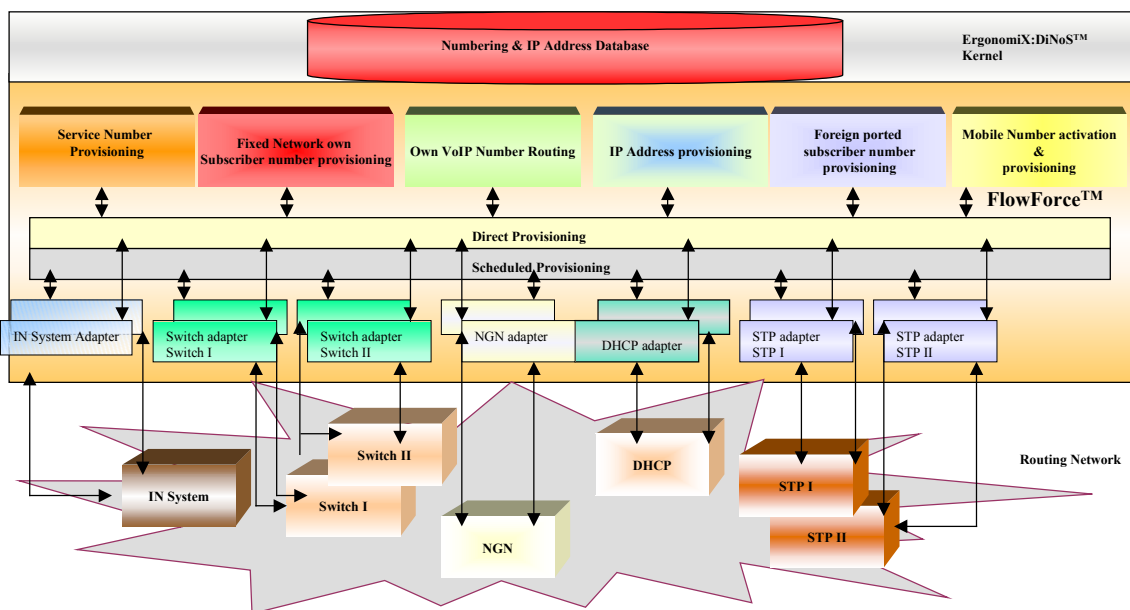 Numbering & IP Address Database
ErgonomiX:DiNoS™
Kernel
Service Number
Provisioning
Fixed Network own
Subscriber number provisioning
Own VoIP Number Routing
IP Address provisioning
Foreign ported
subscriber number
provisioning
Mobile Number activation
&
provisioning
FlowForce™
Direct Provisioning
Scheduled Provisioning
IN System Adapter
Switch adapter
Switch I
Switch adapter
Switch II
NGN adapter
DHCP adapter
STP adapter
STP I
STP adapter
STP II
Switch II
DHCP
Routing Network
IN System
Switch I
STP I
NGN
STP II